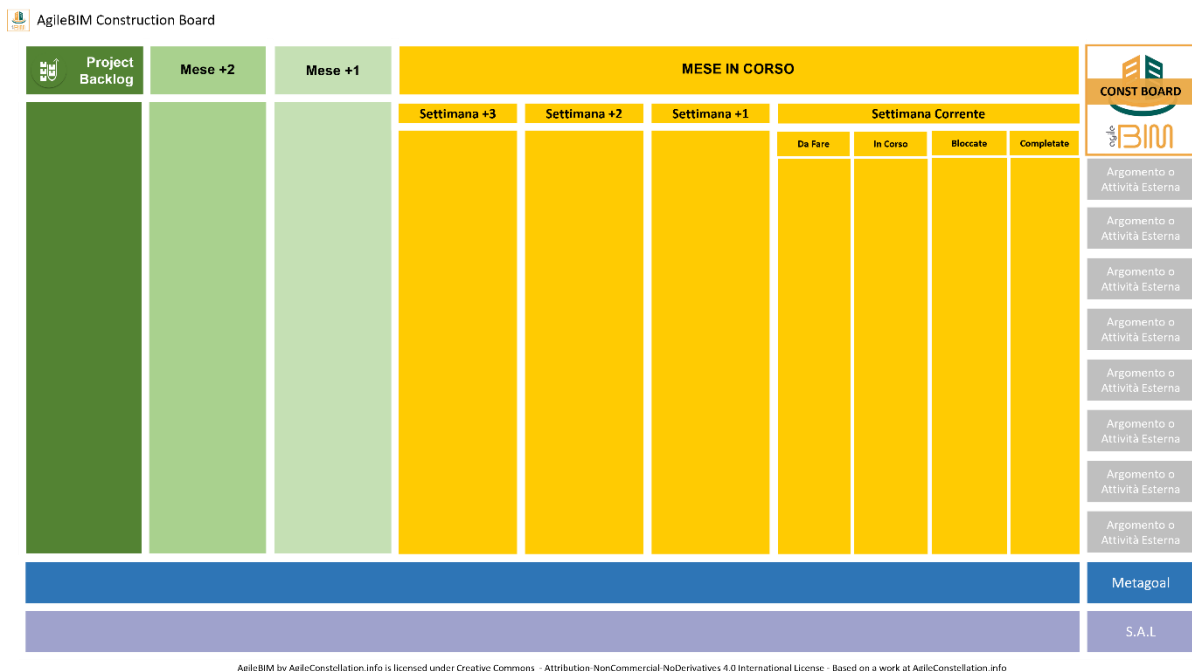 AgileBIM Construction Board
Project
Backlog
Mese +2
Mese +1
MESE IN CORSO
CONST BOARD
agile BIM
Settimana +3
Settimana +2
Settimana +1
Settimana Corrente
Da Fare
In Corso
Bloccate
Completate
Argomento o
Attività Esterna
Argomento o
Attività Esterna
Argomento o
Attività Esterna
Argomento o
Attività Esterna
Argomento o
Attività Esterna
Argomento o
Attività Esterna
Argomento o
Attività Esterna
Argomento o
Attività Esterna
Metagoal
S.A.L
AgileBIM by AgileConstellation.info is licensed under Creative Commons - Attribution-NonCommercial-NoDerivatives 4.0 International License - Based on a work at AgileConstellation.info